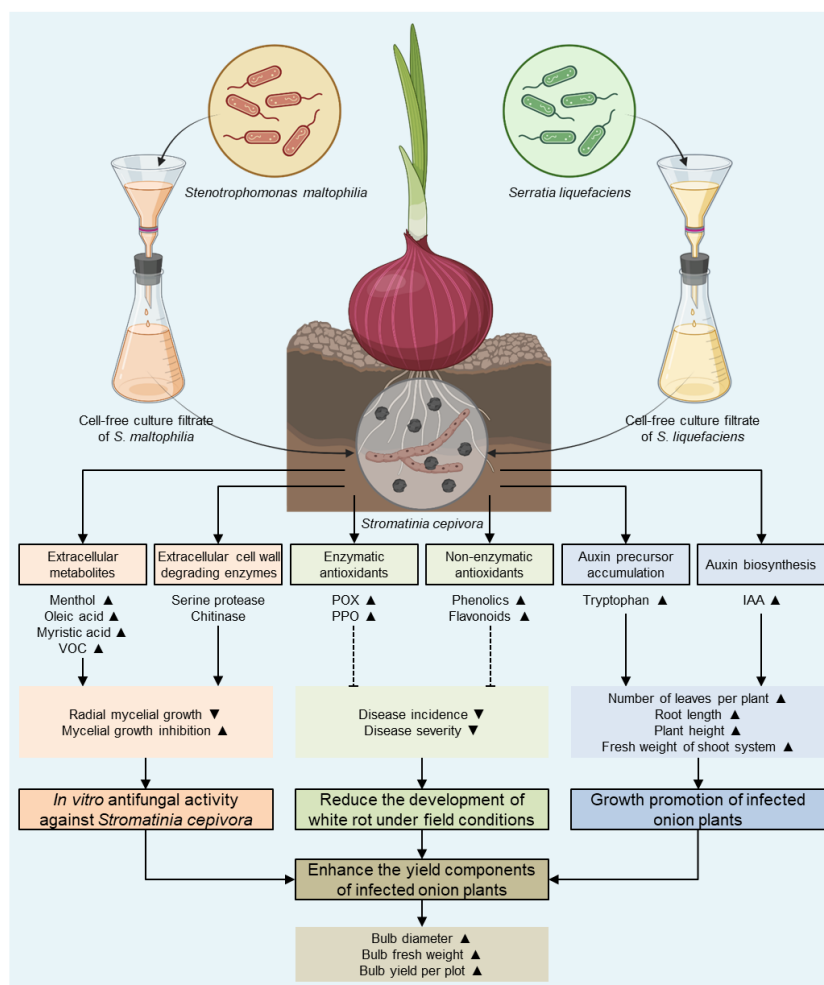 Stenotrophomonas maltophilia
Serratia liquefaciens
Cell-free culture filtrate
of S. maltophilia
Cell-free culture filtrate
of S. liquefaciens
Stromatinia cepivora
Extracellular
metabolites
Extracellular cell wall
degrading enzymes
Enzymatic
antioxidants
Non-enzymatic
antioxidants
Auxin precursor
accumulation
Auxin biosynthesis
Menthol ▲
Oleic acid ▲
Myristic acid ▲
VOC ▲
Serine protease
Chitinase
POX ▲
PPO ▲
Phenolics ▲
Flavonoids ▲
Tryptophan ▲
IAA ▲
Radial mycelial growth ▼
Mycelial growth inhibition ▲
Disease incidence ▼
Disease severity ▼
Number of leaves per plant ▲
Root length ▲
Plant height ▲
Fresh weight of shoot system ▲
In vitro antifungal activity
against Stromatinia cepivora
Reduce the development of
white rot under field conditions
Growth promotion of infected
onion plants
Enhance the yield components
of infected onion plants
Bulb diameter ▲
Bulb fresh weight ▲
Bulb yield per plot ▲